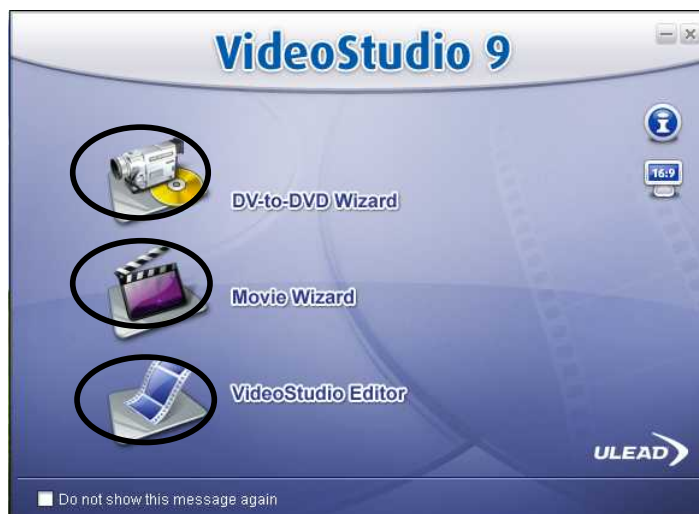 VideoStudio 9
16:9
DV-to-DVD Wizard
Movie Wizard
VideoStudio Editor
ULEAD
Do not show this message again